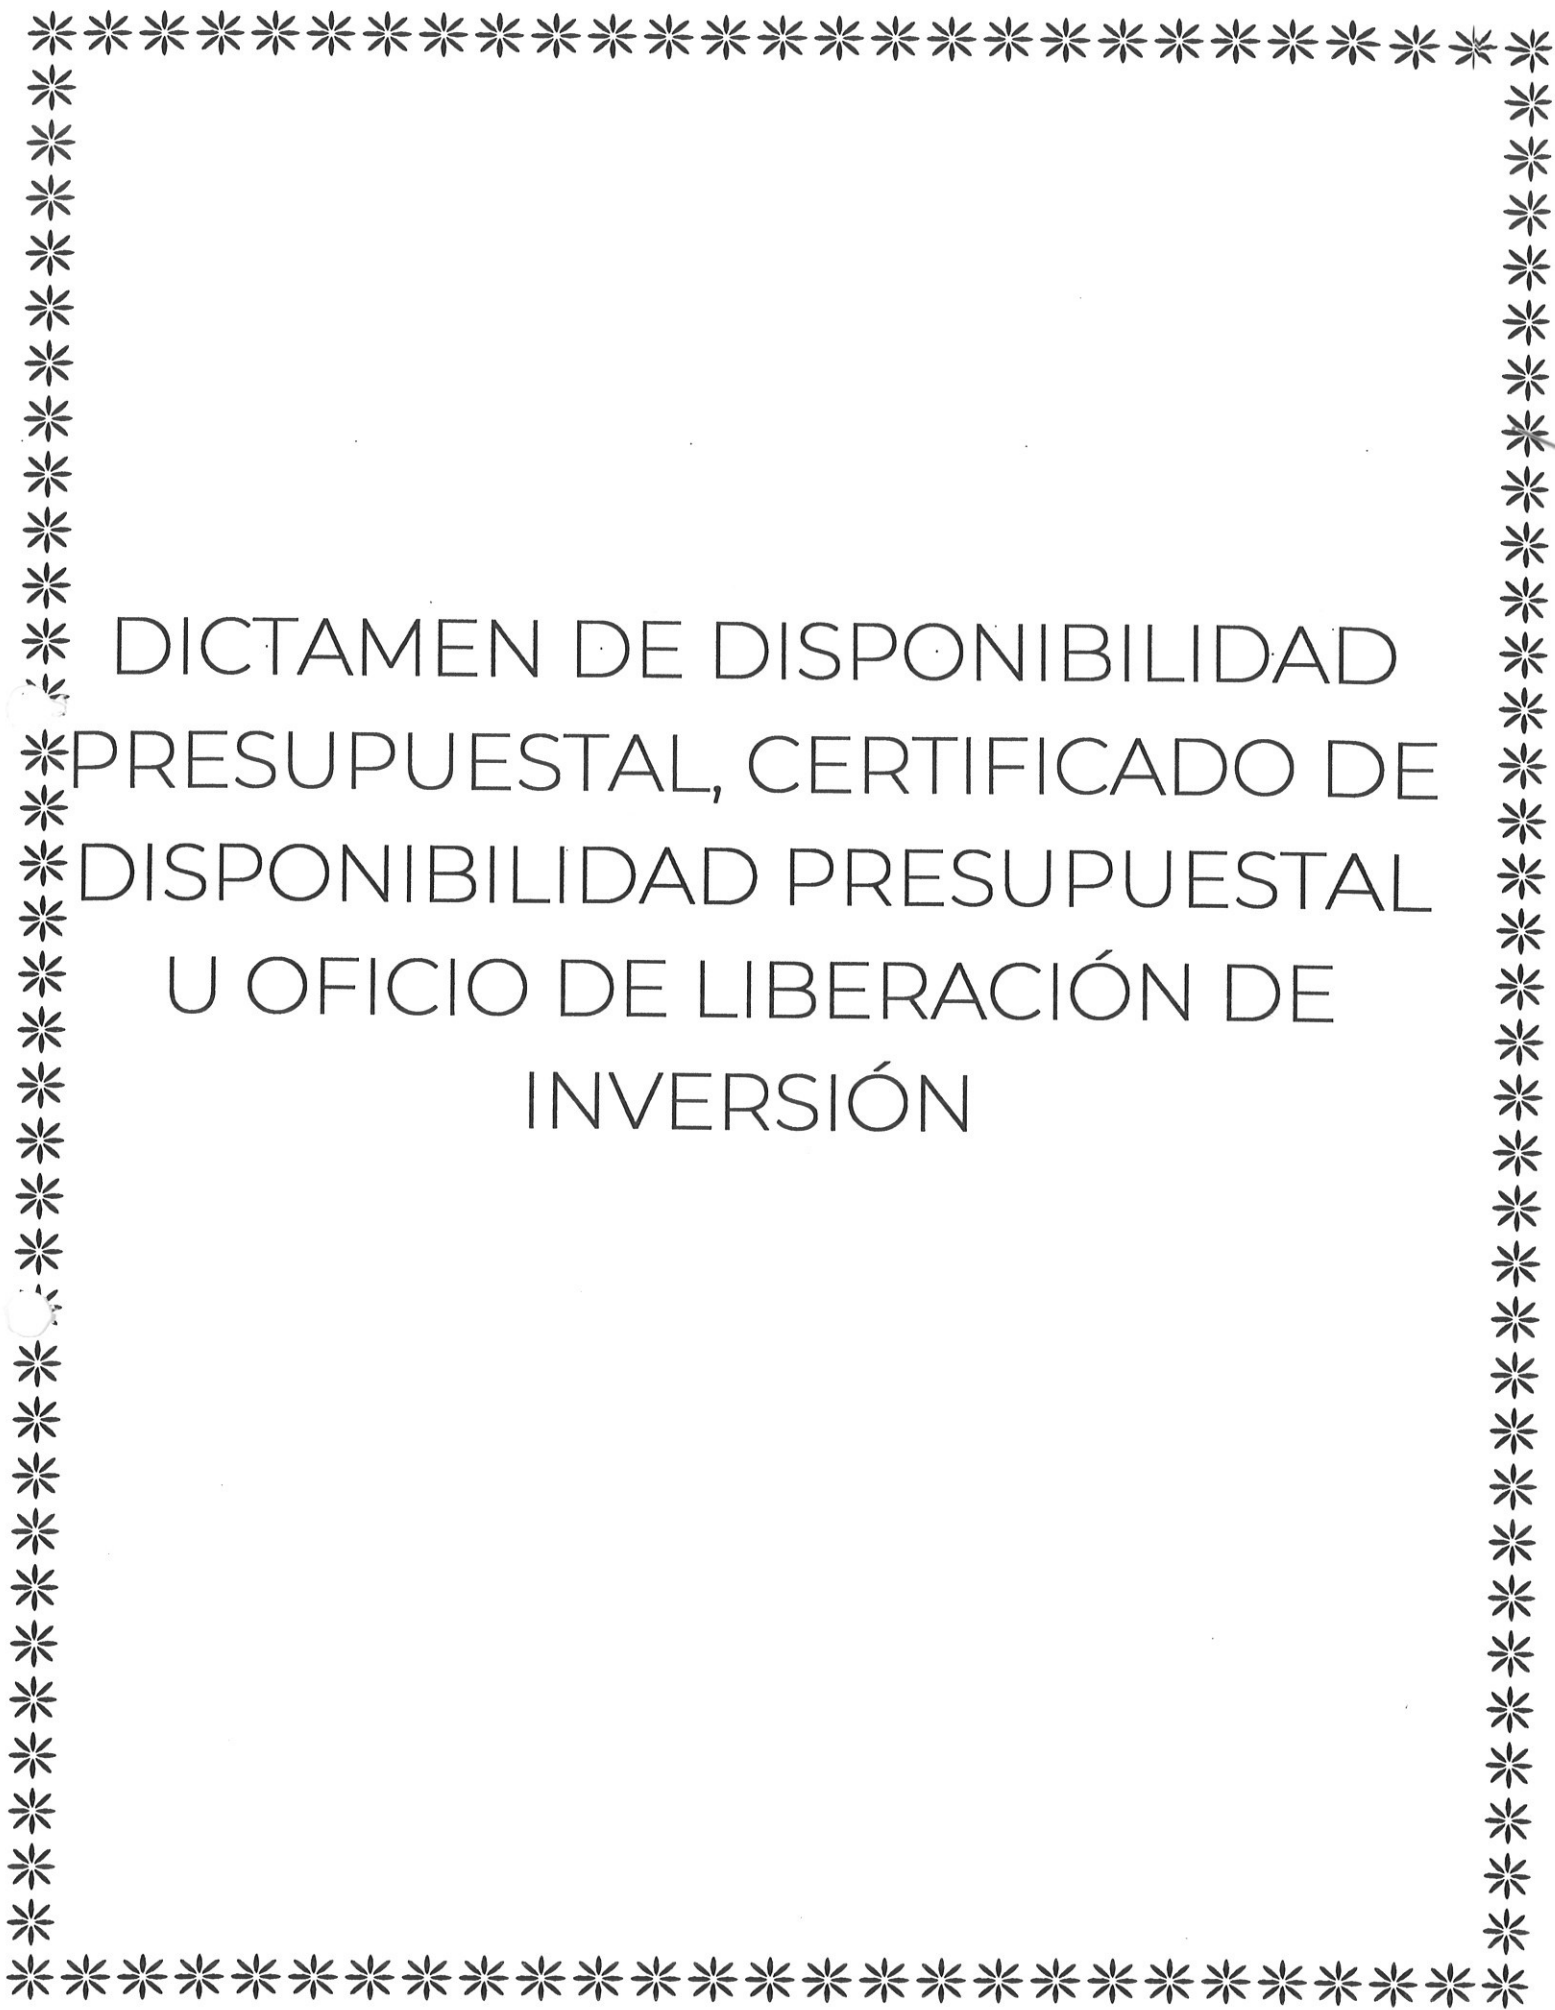 DICTAMEN DE DISPONIBILIDAD
PRESUPUESTAL, CERTIFICADO DE
DISPONIBILIDAD PRESUPUESTAL
U OFICIO DE LIBERACIÓN DE
INVERSIÓN